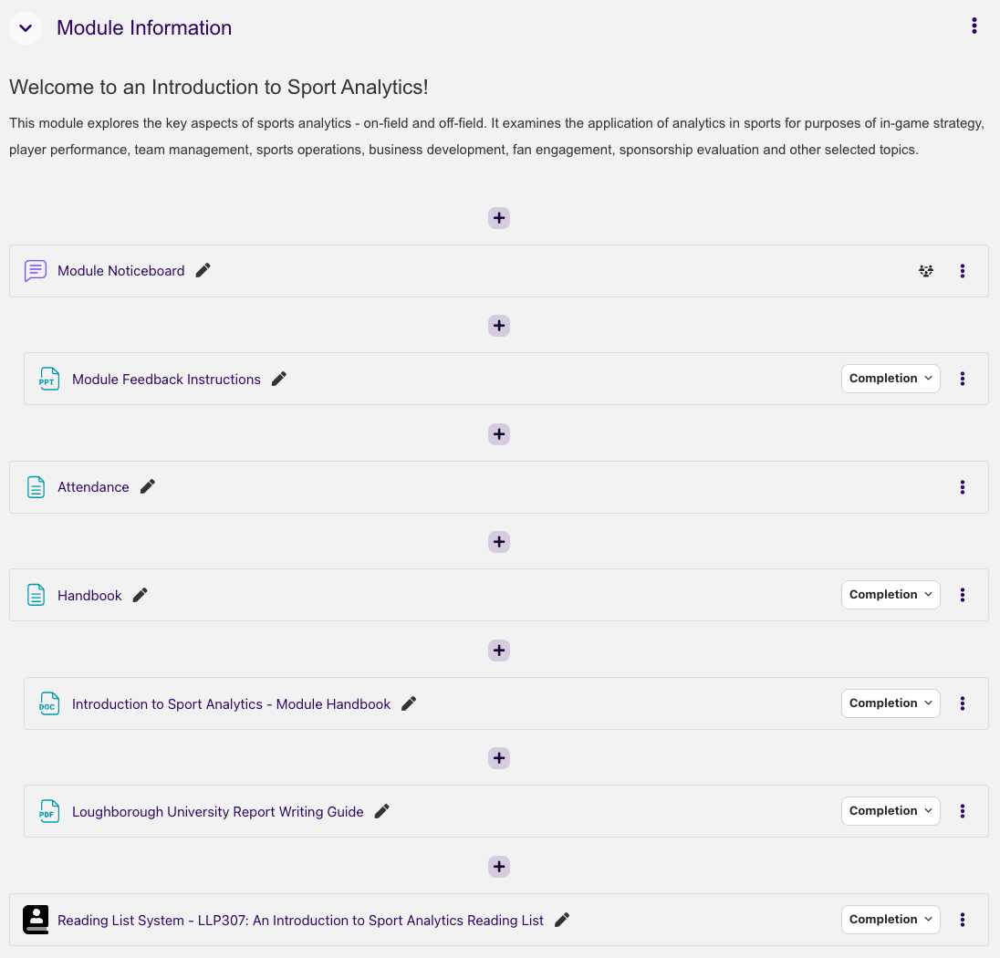 Module Information
Welcome to an Introduction to Sport Analytics!
This module explores the key aspects of sports analytics - on-field and off-field. It examines the application of analytics in sports for purposes of in-game strategy,
player performance, team management, sports operations, business development, fan engagement, sponsorship evaluation and other selected topics.
Module Noticeboard
PPT Module Feedback Instructions Completion
Attendance
Handbook Completion
DOC Introduction to Sport Analytics - Module Handbook Completion
PDF Loughborough University Report Writing Guide Completion
Reading List System - LLP307: An Introduction to Sport Analytics Reading List Completion